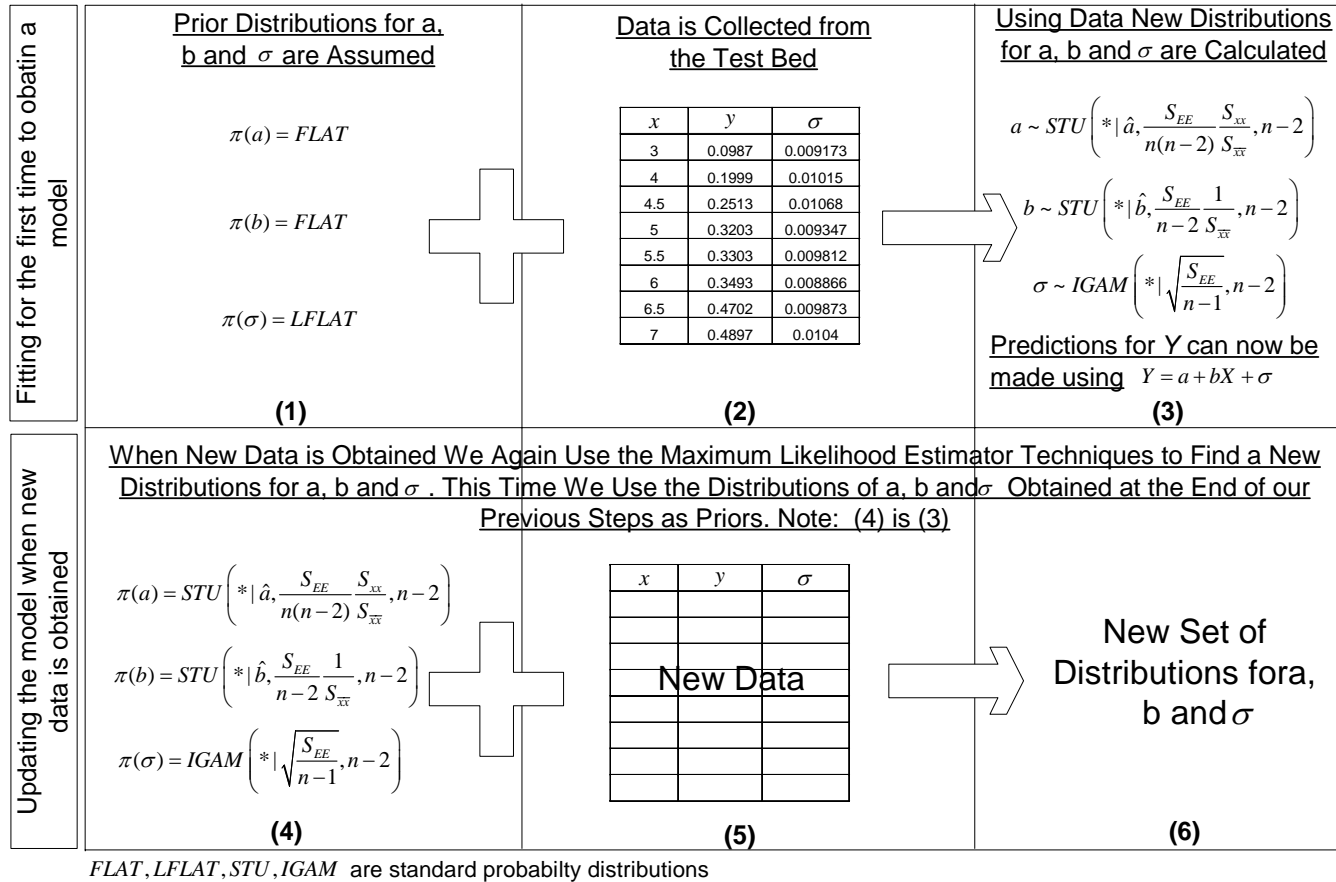 Fitting for the first time to obatin a
model
Prior Distributions for a,
b and σ are Assumed
π(a) = FLAT
π(b) = FLAT
π(σ) = LFLAT
(1)
Data is Collected from
the Test Bed
x y σ
3 0.0987 0.009173
4 0.1999 0.01015
4.5 0.2513 0.01068
5 0.3203 0.009347
5.5 0.3303 0.009812
6 0.3493 0.008866
6.5 0.4702 0.009873
7 0.4897 0.0104
(2)
Using Data New Distributions
for a, b and σ are Calculated
a ~ STU(*| â, S_EE/n(n−2) S_xx/S_x̄x̄, n−2)
b ~ STU(*| b̂, S_EE/n−2 1/S_x̄x̄, n−2)
σ ~ IGAM(*| √(S_EE/n−1), n−2)
Predictions for Y can now be
made using Y = a + bX + σ
(3)
Updating the model when new
data is obtained
When New Data is Obtained We Again Use the Maximum Likelihood Estimator Techniques to Find a New
Distributions for a, b and σ . This Time We Use the Distributions of a, b and σ Obtained at the End of our
Previous Steps as Priors. Note: (4) is (3)
π(a) = STU(*| â, S_EE/n(n−2) S_xx/S_x̄x̄, n−2)
π(b) = STU(*| b̂, S_EE/n−2 1/S_x̄x̄, n−2)
π(σ) = IGAM(*| √(S_EE/n−1), n−2)
(4)
x y σ
New Data
(5)
New Set of
Distributions fora,
b and σ
(6)
FLAT, LFLAT, STU, IGAM are standard probabilty distributions